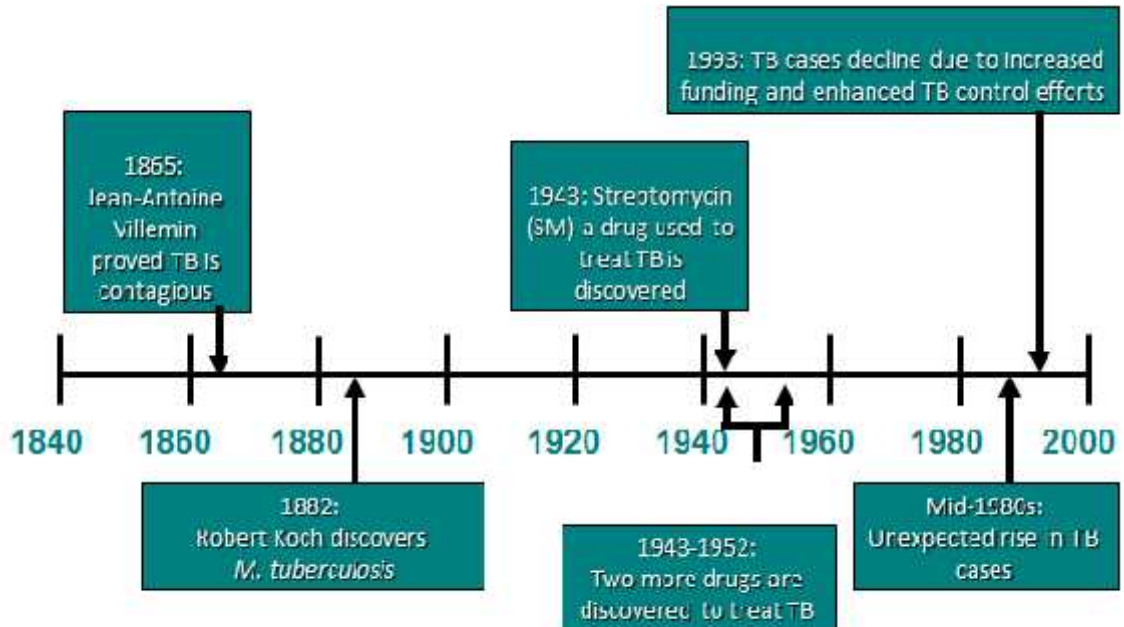 1993: TB cases decline due to increased
funding and enhanced TB control efforts
1865:
Jean-Antoine
Villemin
proved TB is
contagious
1943: Streptomycin
(SM) a drug used to
treat TB is
discovered
1840
1860
1880
1900
1920
1940
1960
1980
2000
1882:
Robert Koch discovers
M. tuberculosis
1943-1952:
Two more drugs are
discovered to treat TB
Mid-1980s:
Unexpected rise in TB
cases